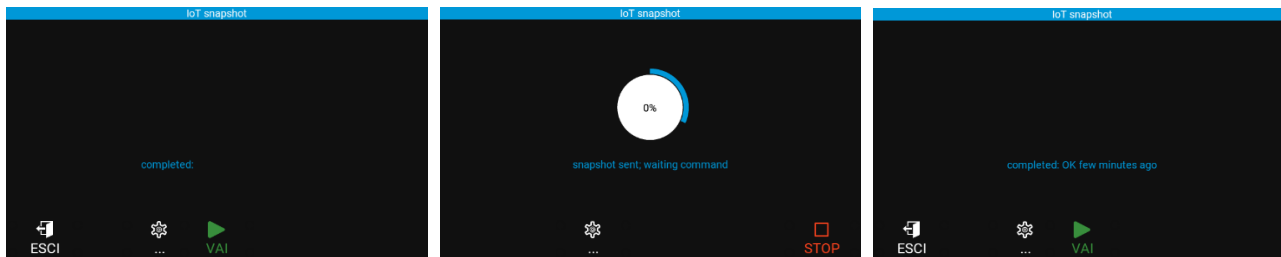 IoT snapshot
completed:
ESCI
...
VAI
IoT snapshot
0%
snapshot sent; waiting command
...
STOP
IoT snapshot
completed: OK few minutes ago
ESCI
...
VAI